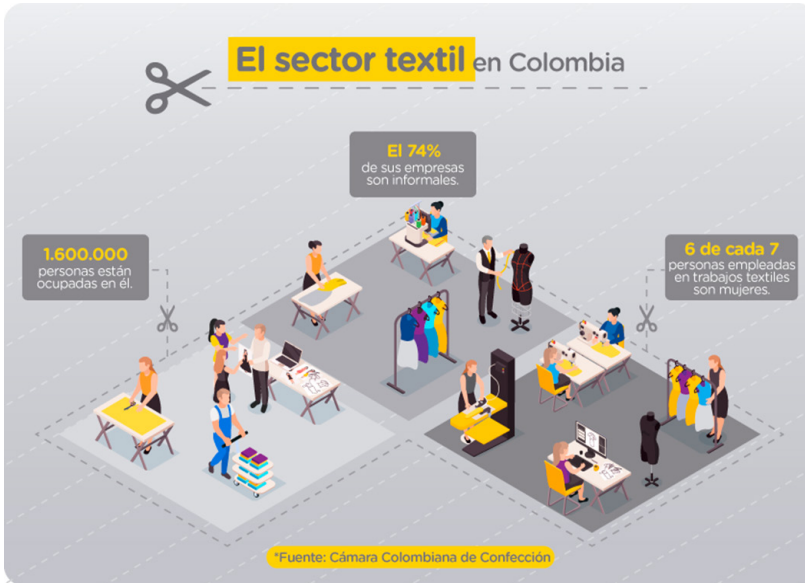 El sector textil en Colombia
El 74%
de sus empresas
son informales.
1.600.000
personas están
ocupadas en él.
6 de cada 7
personas empleadas
en trabajos textiles
son mujeres.
*Fuente: Cámara Colombiana de Confección